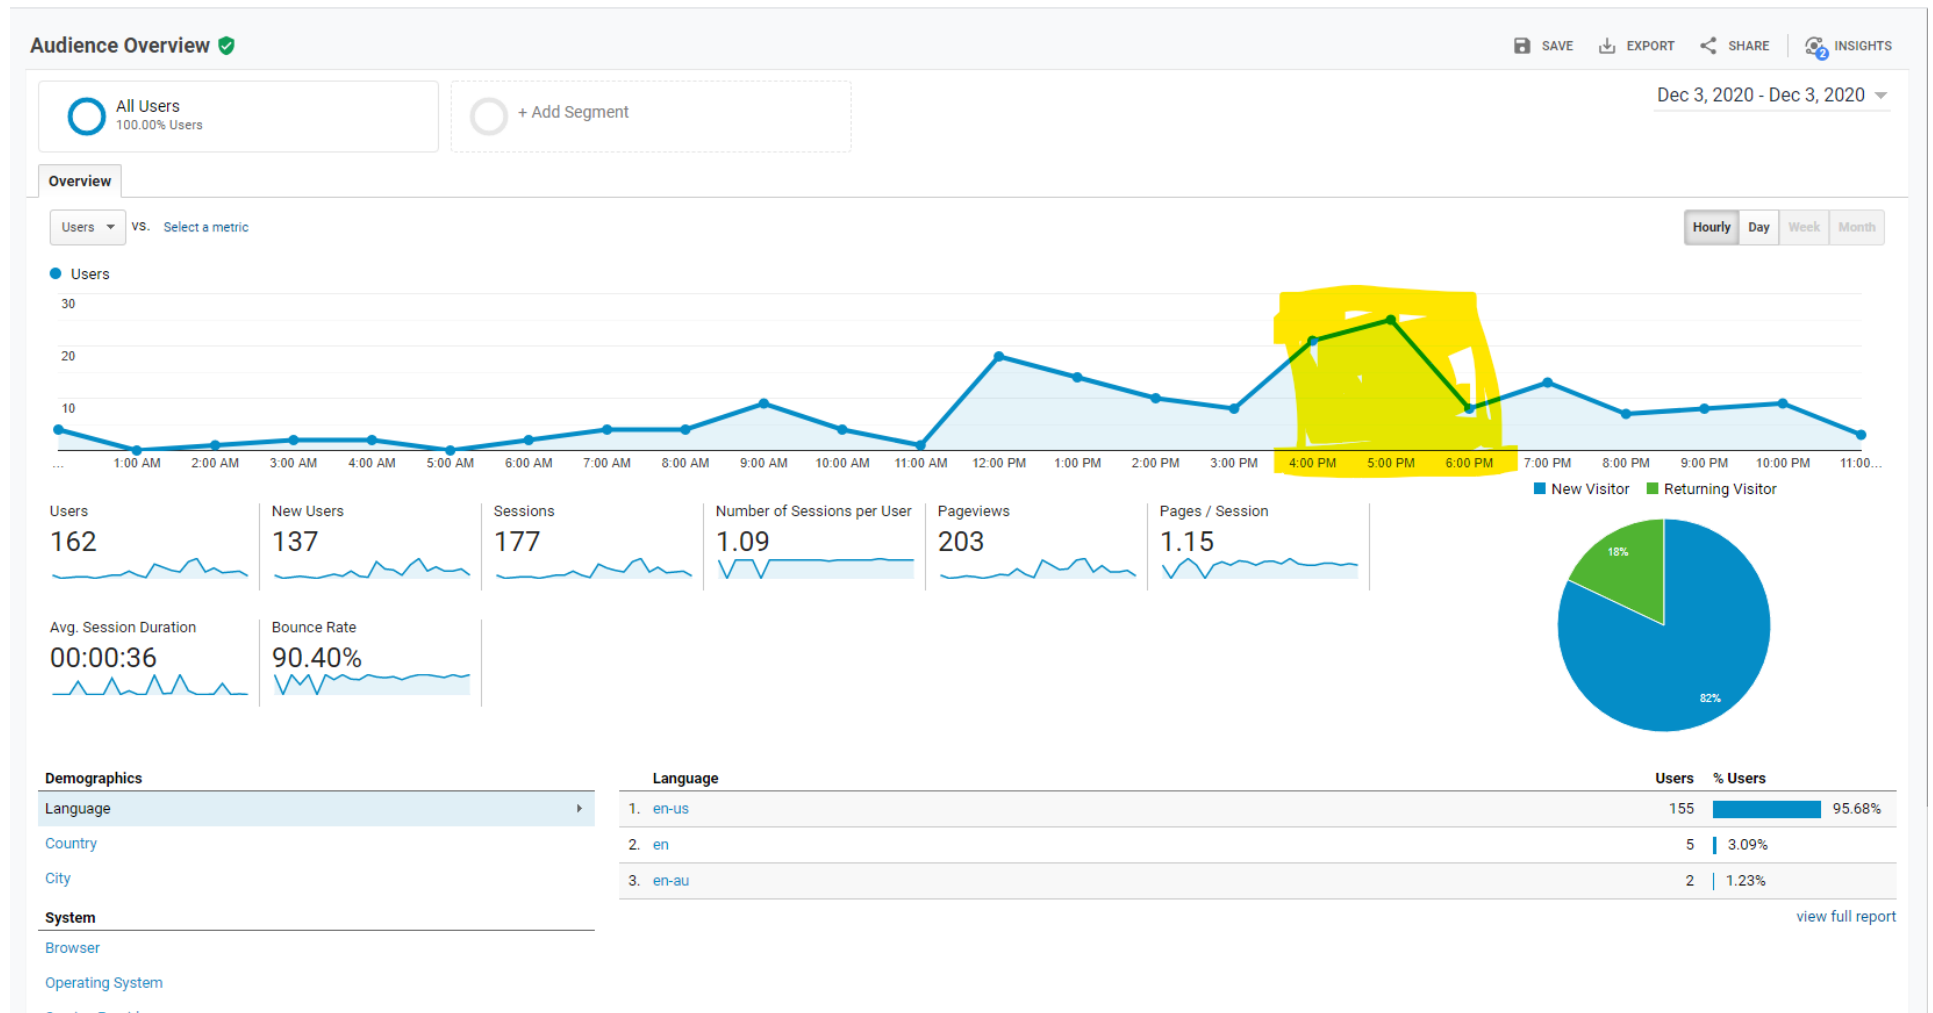 Audience Overview
SAVE EXPORT SHARE 2 INSIGHTS
All Users
100.00% Users
+ Add Segment
Dec 3, 2020 - Dec 3, 2020
Overview
Users VS. Select a metric
Hourly Day Week Month
Users
30
20
10
... 1:00 AM 2:00 AM 3:00 AM 4:00 AM 5:00 AM 6:00 AM 7:00 AM 8:00 AM 9:00 AM 10:00 AM 11:00 AM 12:00 PM 1:00 PM 2:00 PM 3:00 PM 4:00 PM 5:00 PM 6:00 PM 7:00 PM 8:00 PM 9:00 PM 10:00 PM 11:00...
New Visitor Returning Visitor
Users
162
New Users
137
Sessions
177
Number of Sessions per User
1.09
Pageviews
203
Pages / Session
1.15
18%
82%
Avg. Session Duration
00:00:36
Bounce Rate
90.40%
Demographics
Language
Country
City
System
Browser
Operating System
Language Users % Users
1. en-us 155 95.68%
2. en 5 3.09%
3. en-au 2 1.23%
view full report